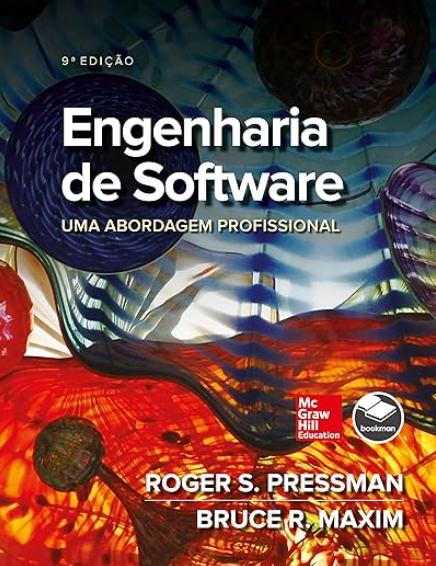 9ª EDIÇÃO
Engenharia
de Software
UMA ABORDAGEM PROFISSIONAL
Mc
Graw
Hill
Education
bookman
ROGER S. PRESSMAN
BRUCE R. MAXIM